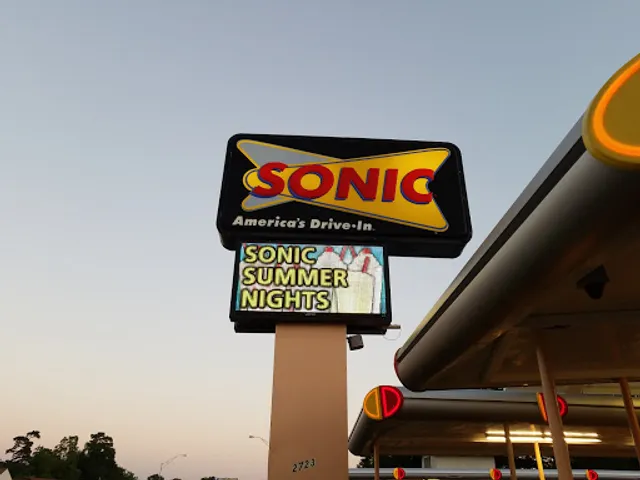 SONIC
America's Drive-In.
SONIC
SUMMER
NIGHTS
2723